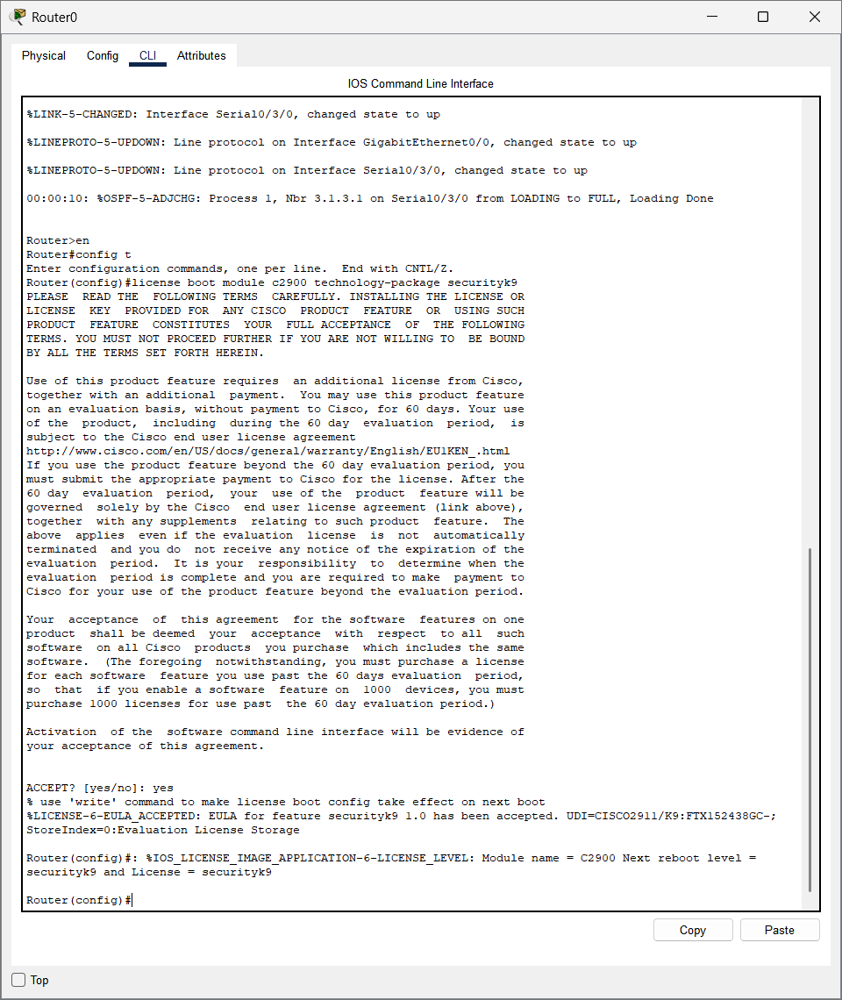 Router0
Physical Config CLI Attributes
IOS Command Line Interface
%LINK-5-CHANGED: Interface Serial0/3/0, changed state to up
%LINEPROTO-5-UPDOWN: Line protocol on Interface GigabitEthernet0/0, changed state to up
%LINEPROTO-5-UPDOWN: Line protocol on Interface Serial0/3/0, changed state to up
00:00:10: %OSPF-5-ADJCHG: Process 1, Nbr 3.1.3.1 on Serial0/3/0 from LOADING to FULL, Loading Done
Router>en
Router#config t
Enter configuration commands, one per line.  End with CNTL/Z.
Router(config)#license boot module c2900 technology-package securityk9
PLEASE  READ THE  FOLLOWING TERMS  CAREFULLY. INSTALLING THE LICENSE OR
LICENSE  KEY  PROVIDED FOR  ANY CISCO  PRODUCT  FEATURE  OR  USING SUCH
PRODUCT  FEATURE  CONSTITUTES  YOUR  FULL ACCEPTANCE  OF  THE FOLLOWING
TERMS. YOU MUST NOT PROCEED FURTHER IF YOU ARE NOT WILLING TO  BE BOUND
BY ALL THE TERMS SET FORTH HEREIN.
Use of this product feature requires  an additional license from Cisco,
together with an additional  payment.  You may use this product feature
on an evaluation basis, without payment to Cisco, for 60 days. Your use
of the  product,  including  during the 60 day  evaluation  period,  is
subject to the Cisco end user license agreement
http://www.cisco.com/en/US/docs/general/warranty/English/EU1KEN_.html
If you use the product feature beyond the 60 day evaluation period, you
must submit the appropriate payment to Cisco for the license. After the
60 day  evaluation  period,  your  use of the  product  feature will be
governed  solely by the Cisco  end user license agreement (link above),
together  with any supplements  relating to such product  feature.  The
above  applies  even if the evaluation  license  is  not  automatically
terminated  and you do  not receive any notice of the expiration of the
evaluation  period.  It is your  responsibility  to  determine when the
evaluation  period is complete and you are required to make  payment to
Cisco for your use of the product feature beyond the evaluation period.
Your  acceptance  of  this agreement  for the software  features on one
product  shall be deemed  your  acceptance  with  respect  to all  such
software  on all Cisco  products  you purchase  which includes the same
software.  (The foregoing  notwithstanding, you must purchase a license
for each software  feature you use past the 60 days evaluation  period,
so  that  if you enable a software  feature on  1000  devices, you must
purchase 1000 licenses for use past  the 60 day evaluation period.)
Activation  of the  software command line interface will be evidence of
your acceptance of this agreement.
ACCEPT? [yes/no]: yes
% use 'write' command to make license boot config take effect on next boot
%LICENSE-6-EULA_ACCEPTED: EULA for feature securityk9 1.0 has been accepted. UDI=CISCO2911/K9:FTX152438GC-;
StoreIndex=0:Evaluation License Storage
Router(config)#: %IOS_LICENSE_IMAGE_APPLICATION-6-LICENSE_LEVEL: Module name = C2900 Next reboot level =
securityk9 and License = securityk9
Router(config)#
Copy Paste
Top